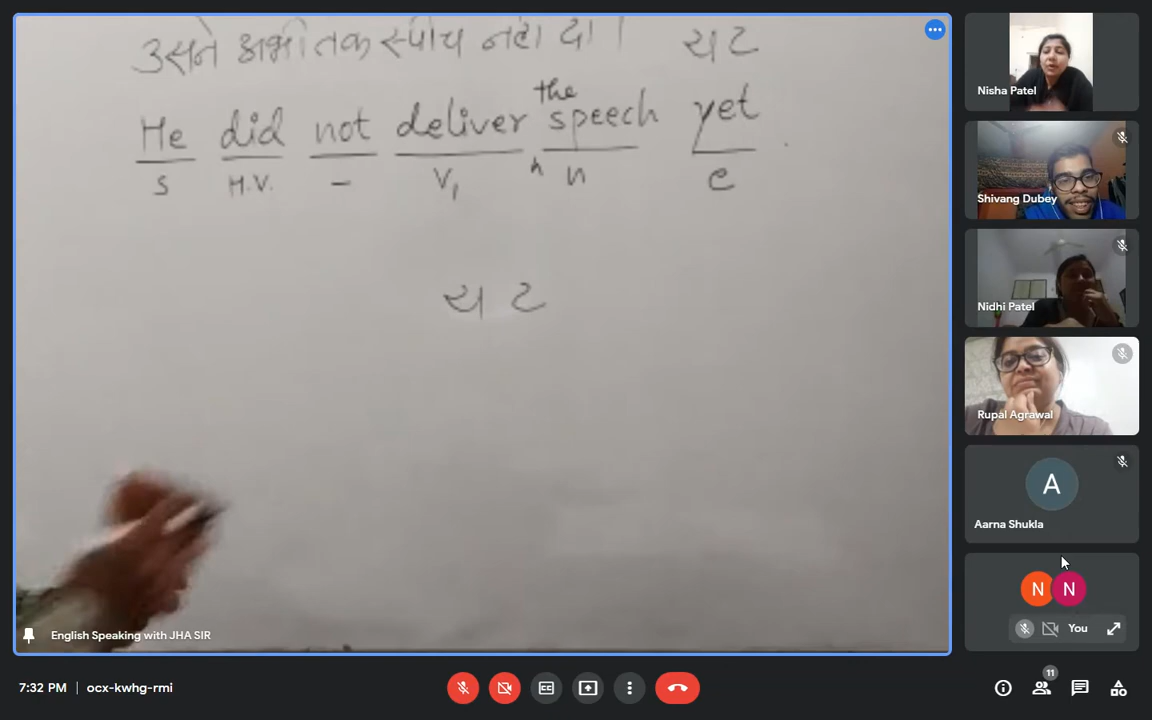 उसने अभी तक स्पीच नहीं दी। य ट
the
He did not deliver speech yet .
S H.V. – V₁ n n e
य ट
English Speaking with JHA SIR
Nisha Patel
Shivang Dubey
Nidhi Patel
Rupal Agrawal
A
Aarna Shukla
N N
You
7:32 PM | ocx-kwhg-rmi
CC
11